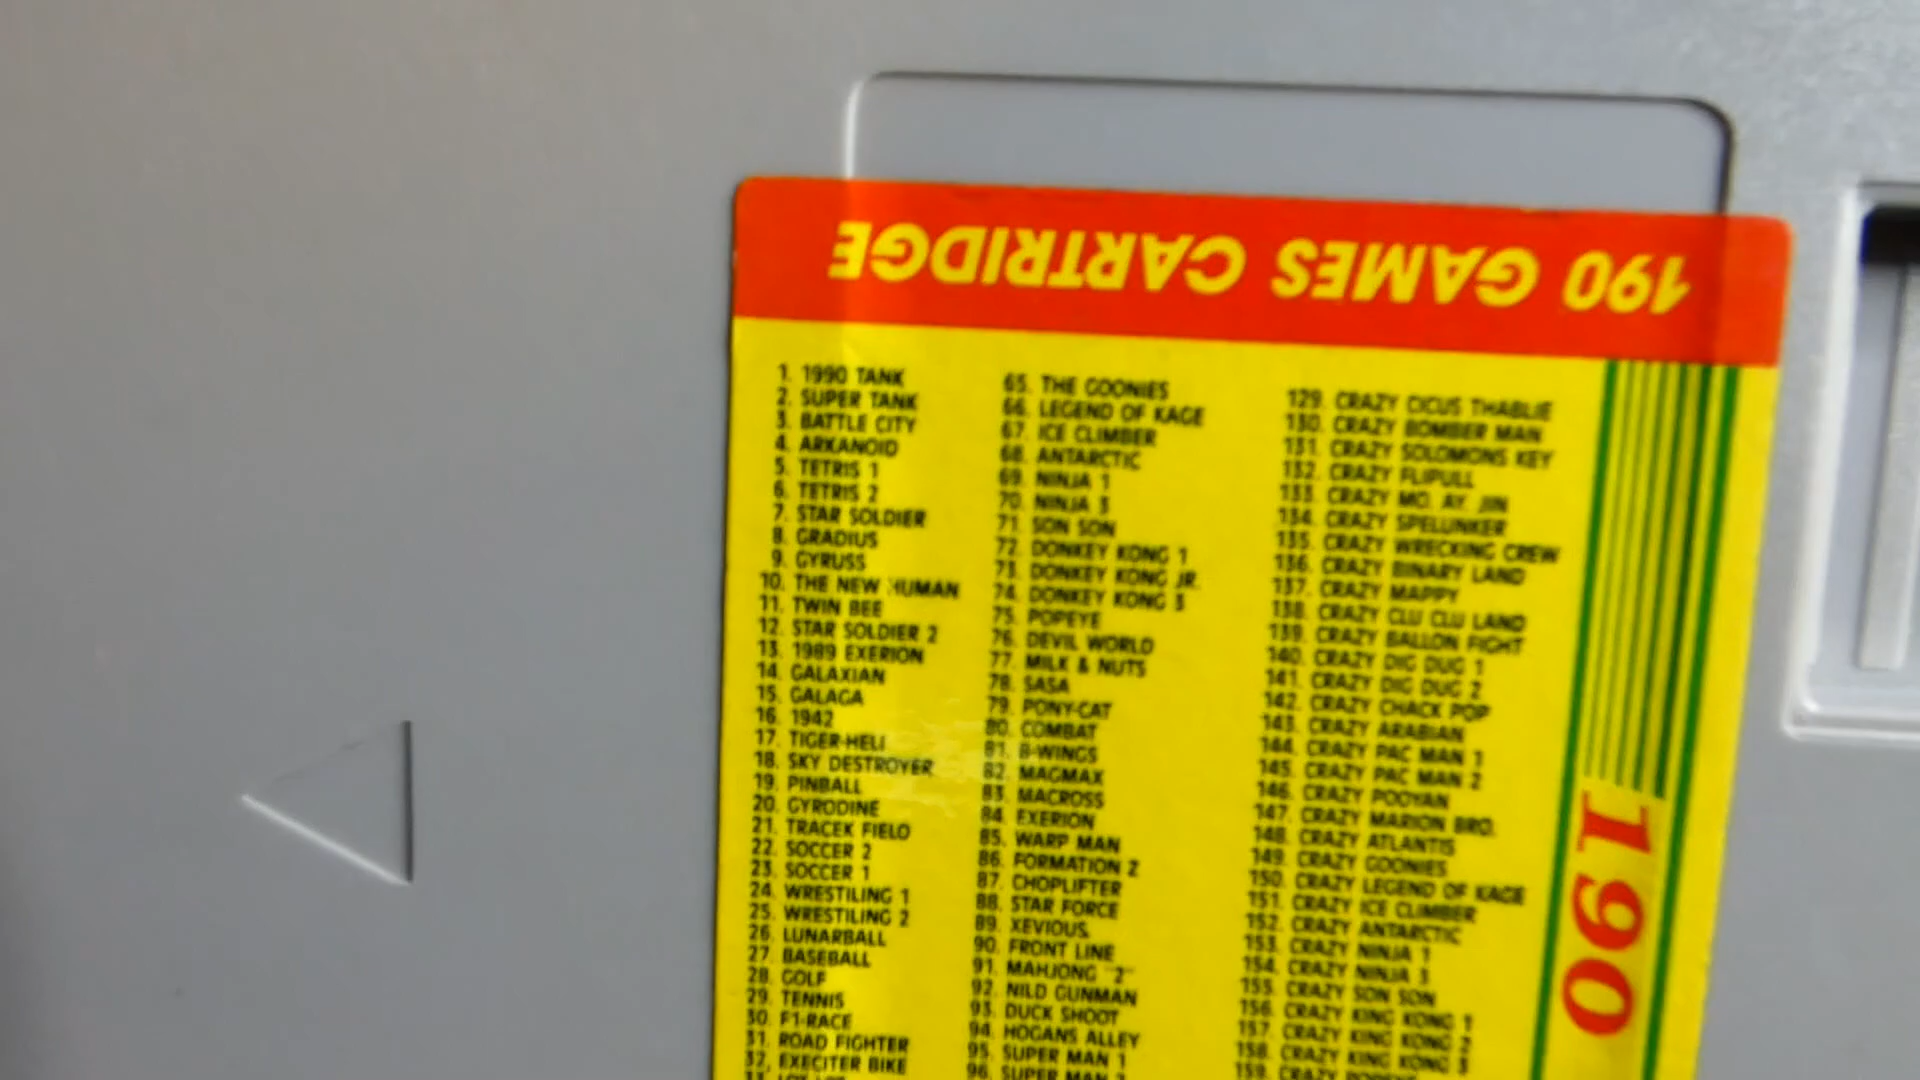 190 GAMES CARTRIDGE
1. 1990 TANK
2. SUPER TANK
3. BATTLE CITY
4. ARKANOID
5. TETRIS 1
6. TETRIS 2
7. STAR SOLDIER
8. GRADIUS
9. GYRUSS
10. THE NEW HUMAN
11. TWIN BEE
12. STAR SOLDIER 2
13. 1989 EXERION
14. GALAXIAN
15. GALAGA
16. 1942
17. TIGER-HELI
18. SKY DESTROYER
19. PINBALL
20. GYRODINE
21. TRACEK FIELO
22. SOCCER 2
23. SOCCER 1
24. WRESTILING 1
25. WRESTILING 2
26. LUNARBALL
27. BASEBALL
28. GOLF
29. TENNIS
30. F1-RACE
31. ROAD FIGHTER
32. EXECITER BIKE
65. THE GOONIES
66. LEGEND OF KAGE
67. ICE CLIMBER
68. ANTARCTIC
69. NINJA 1
70. NINJA 3
71. SON SON
72. DONKEY KONG 1
73. DONKEY KONG JR.
74. DONKEY KONG 3
75. POPEYE
76. DEVIL WORLD
77. MILK & NUTS
78. SASA
79. PONY-CAT
80. COMBAT
81. B-WINGS
82. MAGMAX
83. MACROSS
84. EXERION
85. WARP MAN
86. FORMATION 2
87. CHOPLIFTER
88. STAR FORCE
89. XEVIOUS
90. FRONT LINE
91. MAHJONG "2"
92. NILD GUNMAN
93. DUCK SHOOT
94. HOGANS ALLEY
95. SUPER MAN 1
96. SUPER MAN
129. CRAZY CICUS THABLIE
130. CRAZY BOMBER MAN
131. CRAZY SOLOMONS KEY
132. CRAZY FLIPULL
133. CRAZY MO. AY. JIN
134. CRAZY SPELUNKER
135. CRAZY WRECKING CREW
136. CRAZY BINARY LAND
137. CRAZY MAPPY
138. CRAZY CLU CLU LAND
139. CRAZY BALLON FIGHT
140. CRAZY DIG DUG 1
141. CRAZY DIG DUG 2
142. CRAZY CHACK POP
143. CRAZY ARABIAN
144. CRAZY PAC MAN 1
145. CRAZY PAC MAN 2
146. CRAZY POOYAN
147. CRAZY MARION BRO.
148. CRAZY ATLANTIS
149. CRAZY GOONIES
150. CRAZY LEGEND OF KAGE
151. CRAZY ICE CLIMBER
152. CRAZY ANTARCTIC
153. CRAZY NINJA 1
154. CRAZY NINJA 3
155. CRAZY SON SON
156. CRAZY KING KONG 1
157. CRAZY KING KONG 2
158. CRAZY KING KONG 3
159. CRAZY POPEYE
190